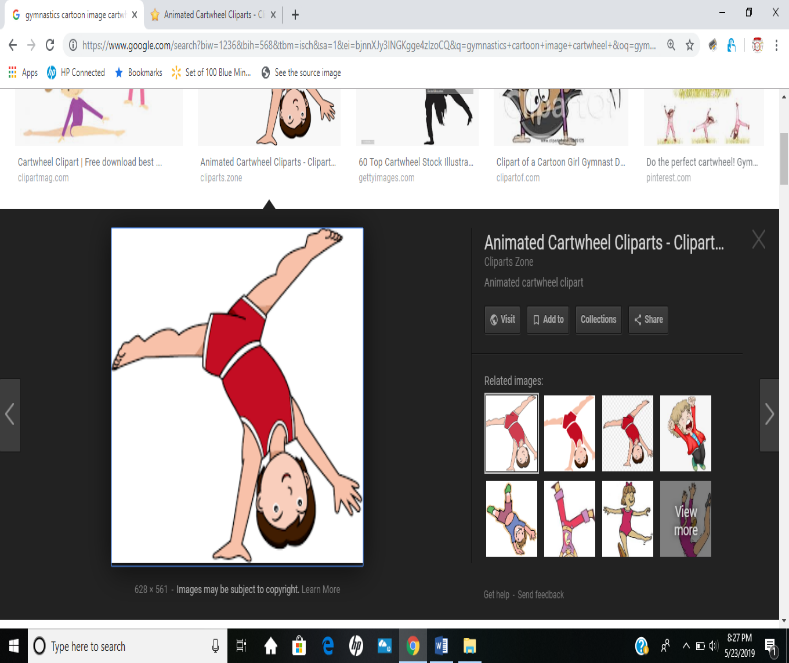 gymnastics cartoon image cartw
Animated Cartwheel Cliparts - Cl
https://www.google.com/search?biw=1236&bih=568&tbm=isch&sa=1&ei=bjnnXJy3INGKgge4zIzoCQ&q=gymnastics+cartoon+image+cartwheel+&oq=gym...
Apps
HP Connected
Bookmarks
Set of 100 Blue Min...
See the source image
Cartwheel Clipart | Free download best ...
clipartmag.com
Animated Cartwheel Cliparts - Clipart...
cliparts.zone
60 Top Cartwheel Stock Illustra...
gettyimages.com
Clipart of a Cartoon Girl Gymnast D...
clipartof.com
Do the perfect cartwheel! Gym...
pinterest.com
Animated Cartwheel Cliparts - Clipart...
Cliparts Zone
Animated cartwheel clipart
Visit
Add to
Collections
Share
Related images:
View
more
628 × 561 - Images may be subject to copyright. Learn More
Get help - Send feedback
Type here to search
8:27 PM
5/23/2019